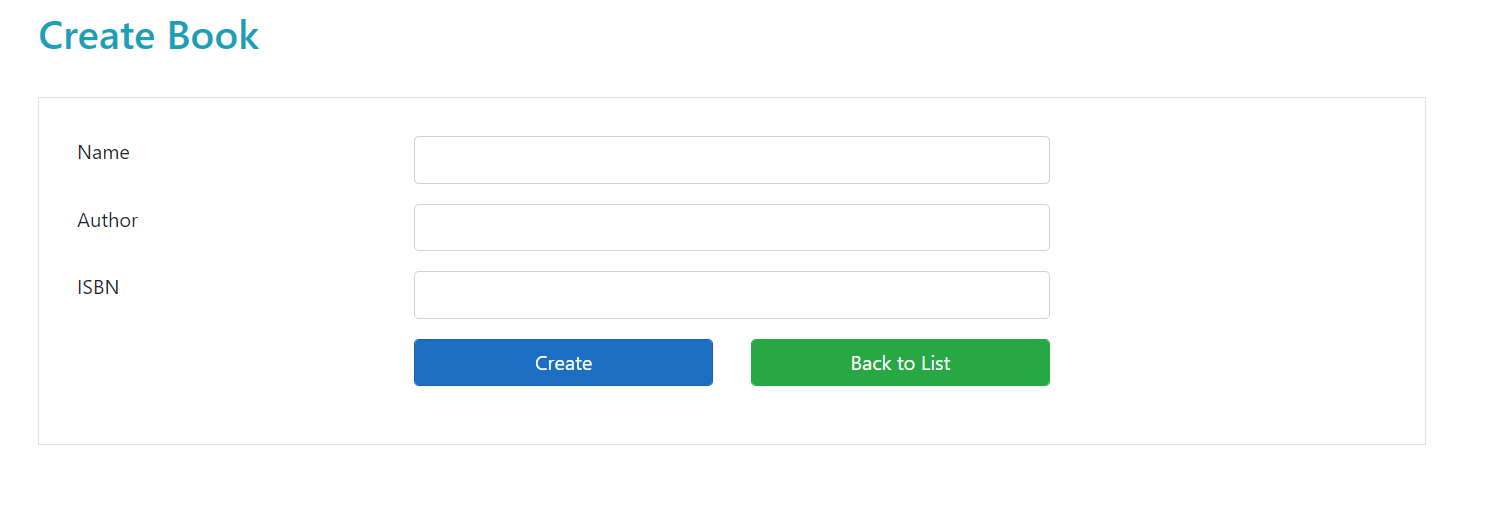 Create Book
Name
Author
ISBN
Create
Back to List